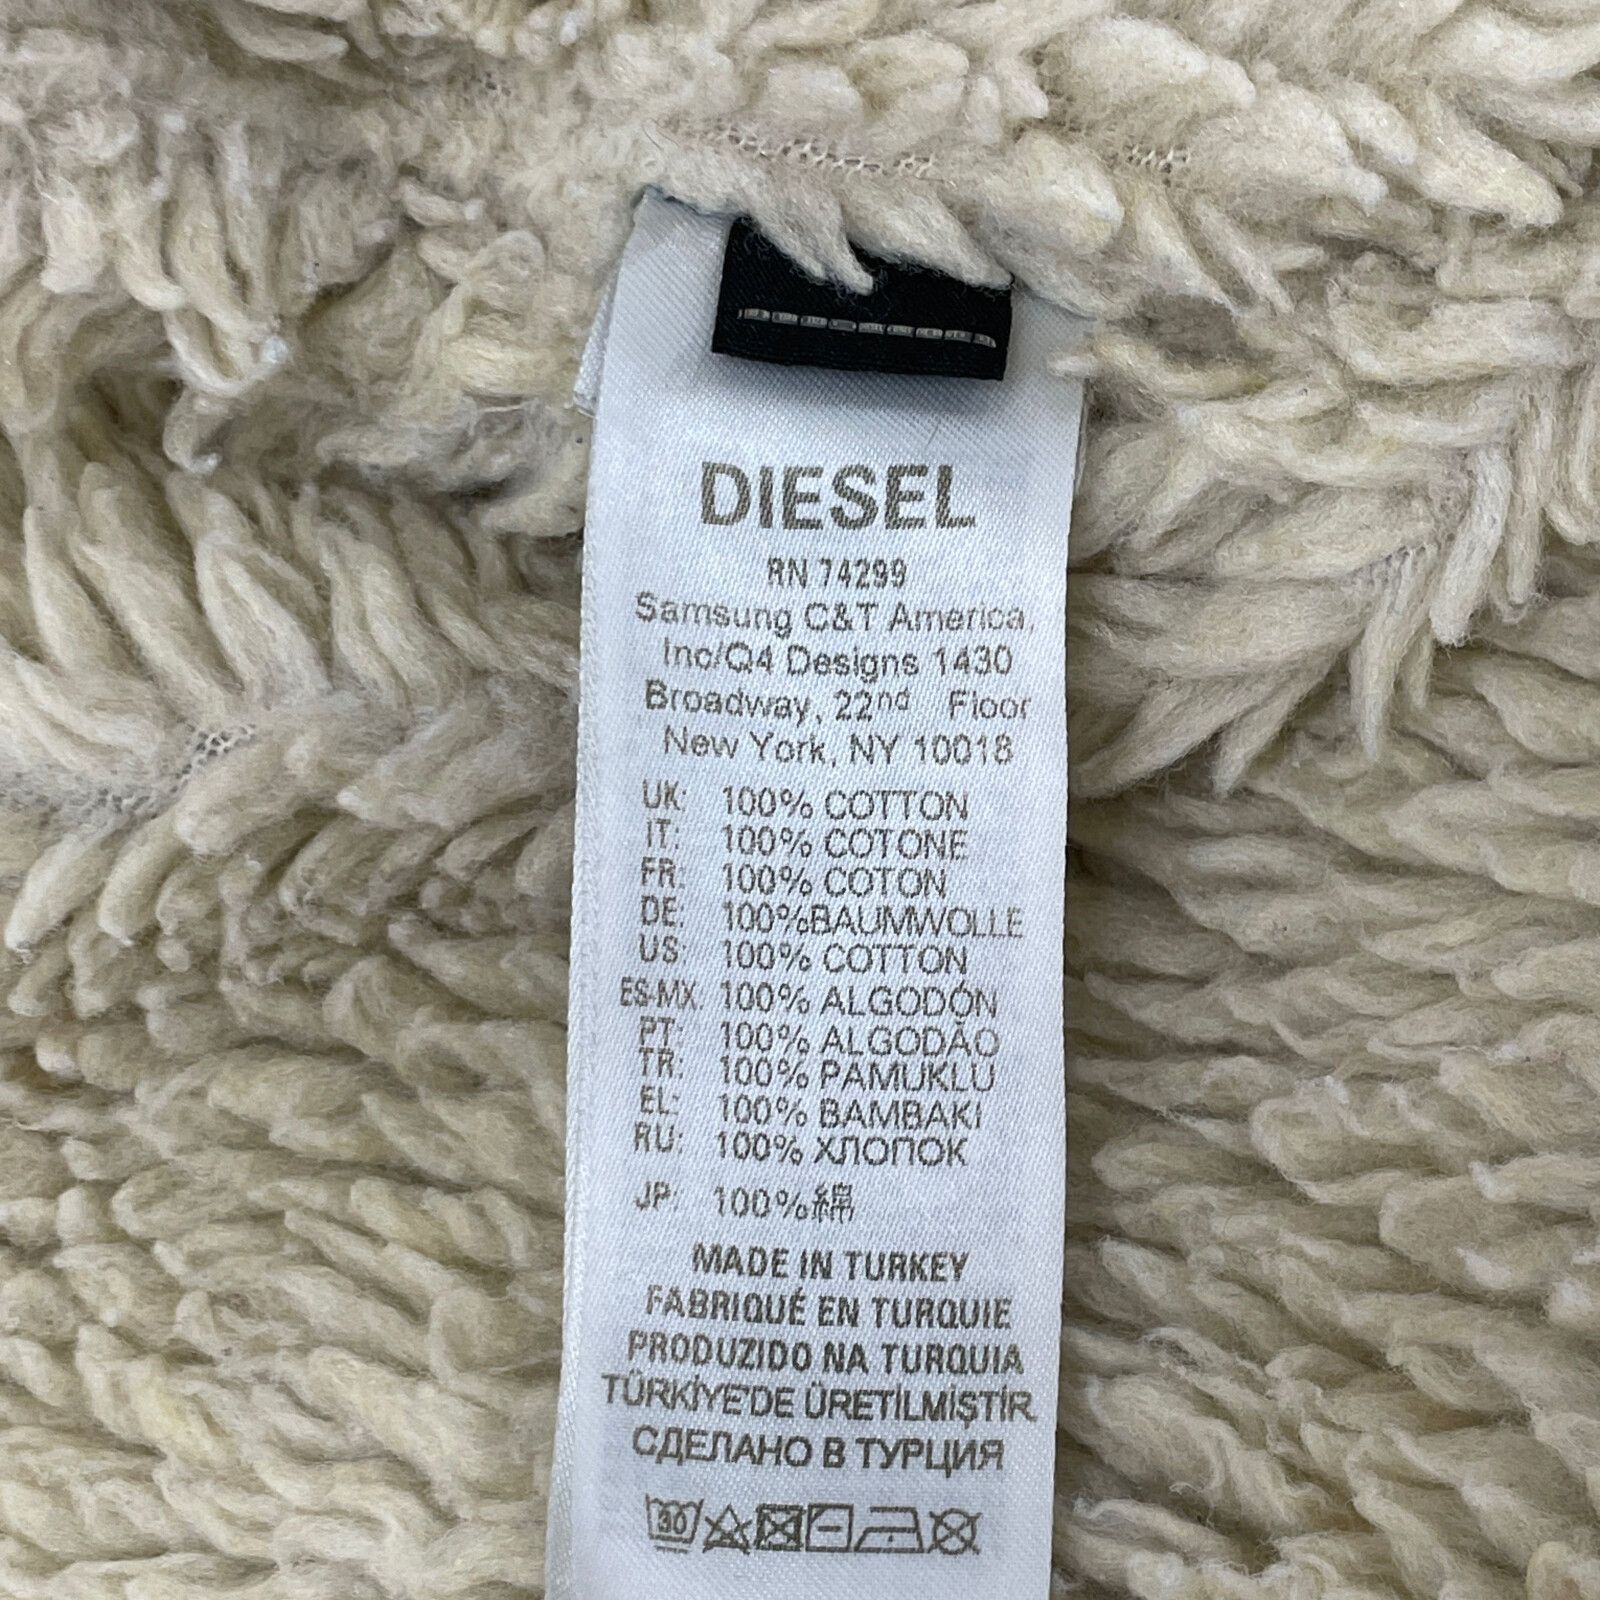 DIESEL
RN 74299
Samsung C&T America,
Inc/Q4 Designs 1430
Broadway, 22nd Floor
New York, NY 10018
UK: 100% COTTON
IT: 100% COTONE
FR: 100% COTON
DE: 100%BAUMWOLLE
US: 100% COTTON
ES-MX: 100% ALGODÓN
PT: 100% ALGODÃO
TR: 100% PAMUKLU
EL: 100% BAMBAKI
RU: 100% ХЛОПОК
JP: 100%綿
MADE IN TURKEY
FABRIQUÉ EN TURQUIE
PRODUZIDO NA TURQUIA
TÜRKİYE'DE ÜRETİLMİŞTİR.
СДЕЛАНО В ТУРЦИЯ
30